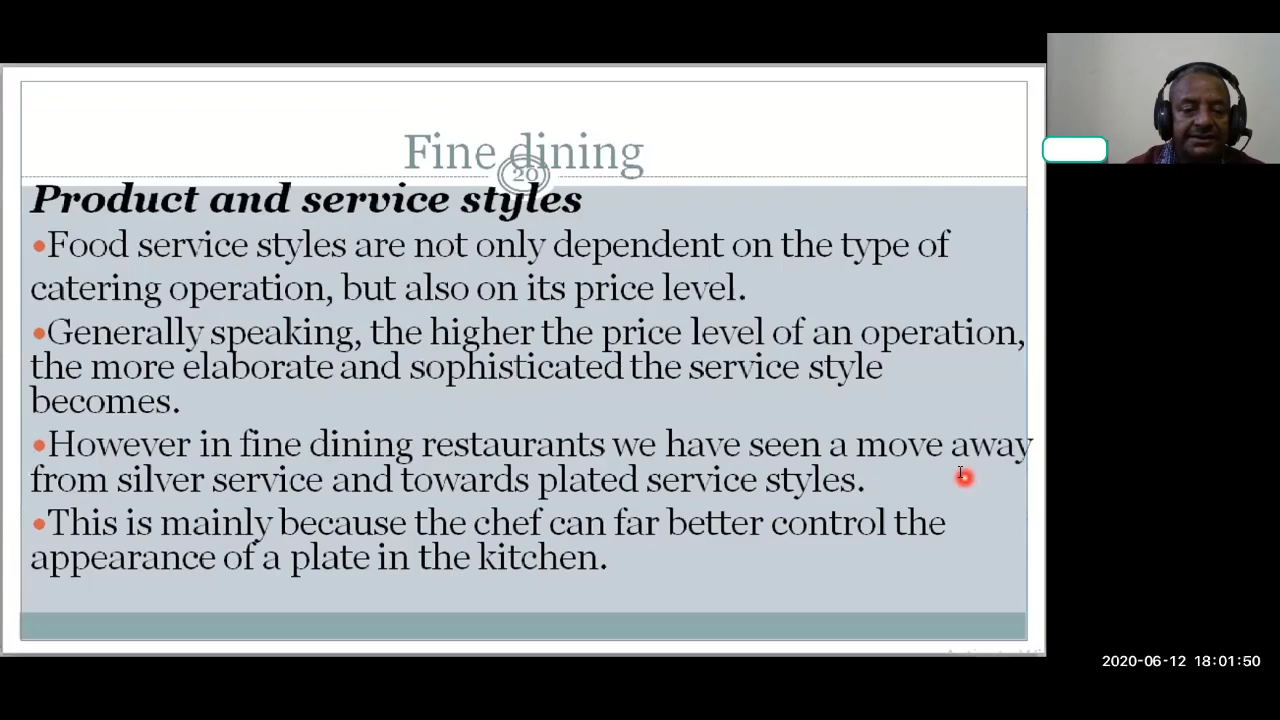 Fine dining
20
Product and service styles
•Food service styles are not only dependent on the type of
catering operation, but also on its price level.
•Generally speaking, the higher the price level of an operation,
the more elaborate and sophisticated the service style
becomes.
•However in fine dining restaurants we have seen a move away
from silver service and towards plated service styles.
•This is mainly because the chef can far better control the
appearance of a plate in the kitchen.
2020-06-12 18:01:50